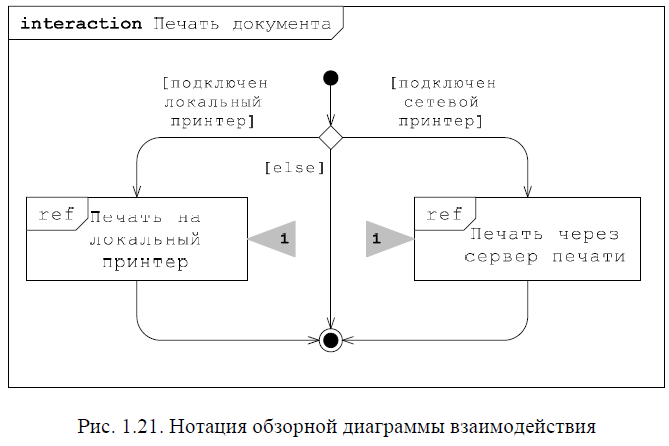 interaction Печать документа
[подключен
локальный
принтер]
[подключен
сетевой
принтер]
[else]
ref
Печать на
локальный
принтер
1
1
ref
Печать через
сервер печати
Рис. 1.21. Нотация обзорной диаграммы взаимодействия